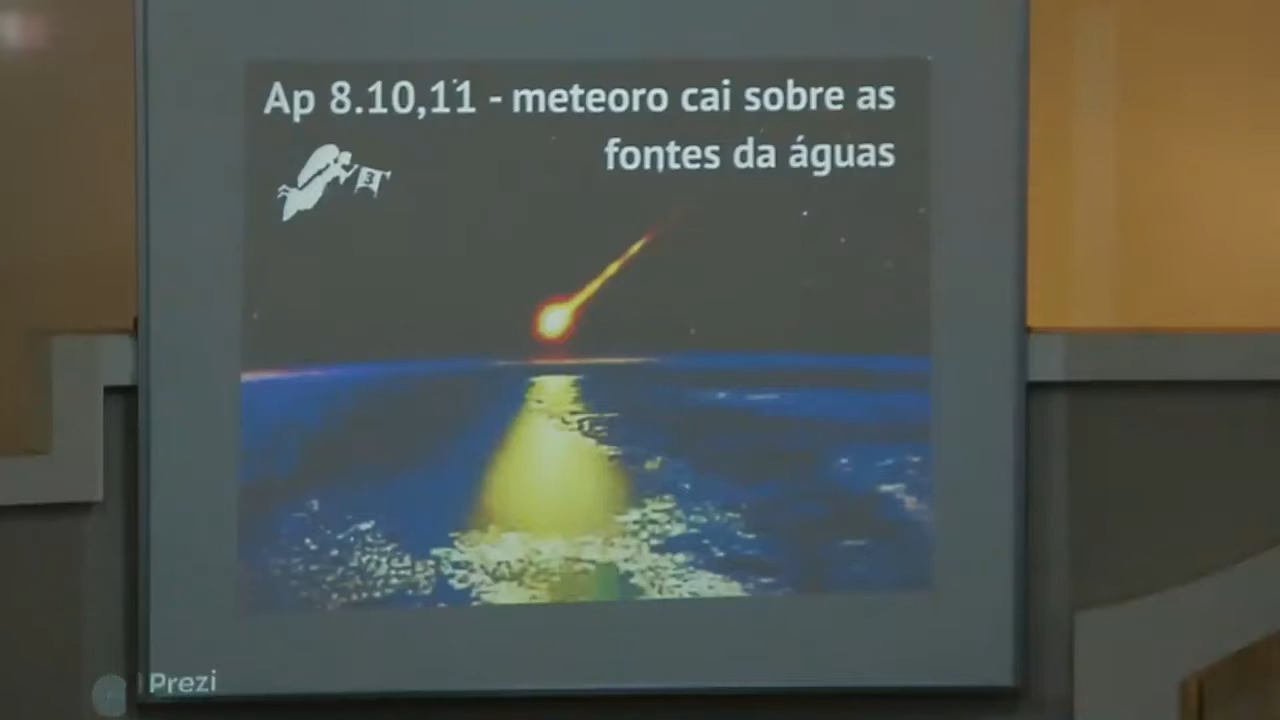 Ap 8.10,11 - meteoro cai sobre as
fontes da águas
3
Prezi